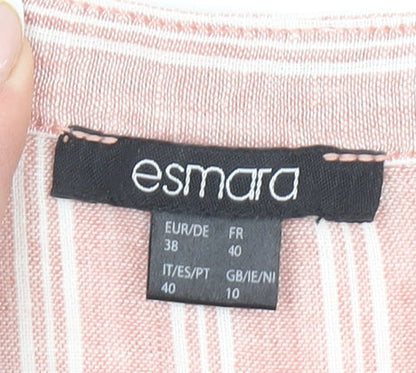 esmara
EUR/DE FR
38 40
IT/ES/PT GB/IE/NI
40 10